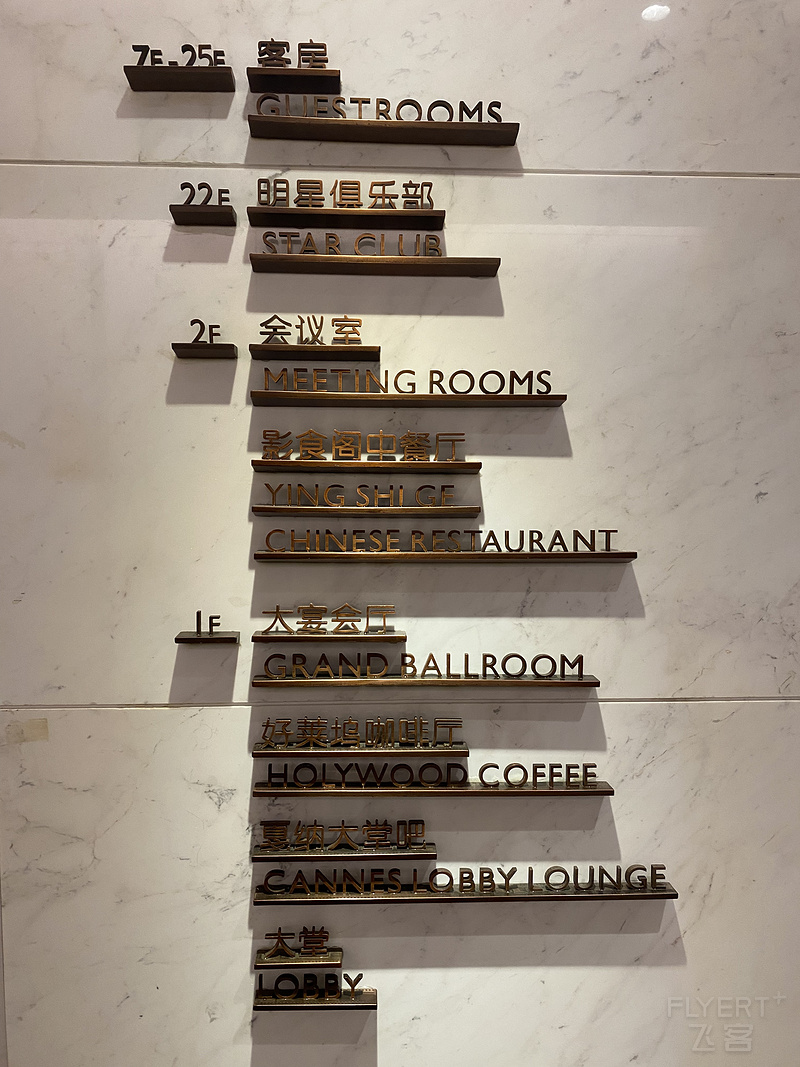 7F-25F 客房
GUESTROOMS
22F 明星俱乐部
STAR CLUB
2F 会议室
MEETING ROOMS
影食阁中餐厅
YING SHI GE
CHINESE RESTAURANT
1F 大宴会厅
GRAND BALLROOM
好莱坞咖啡厅
HOLYWOOD COFFEE
戛纳大堂吧
CANNES LOBBY LOUNGE
大堂
LOBBY
FLYERT+
飞客